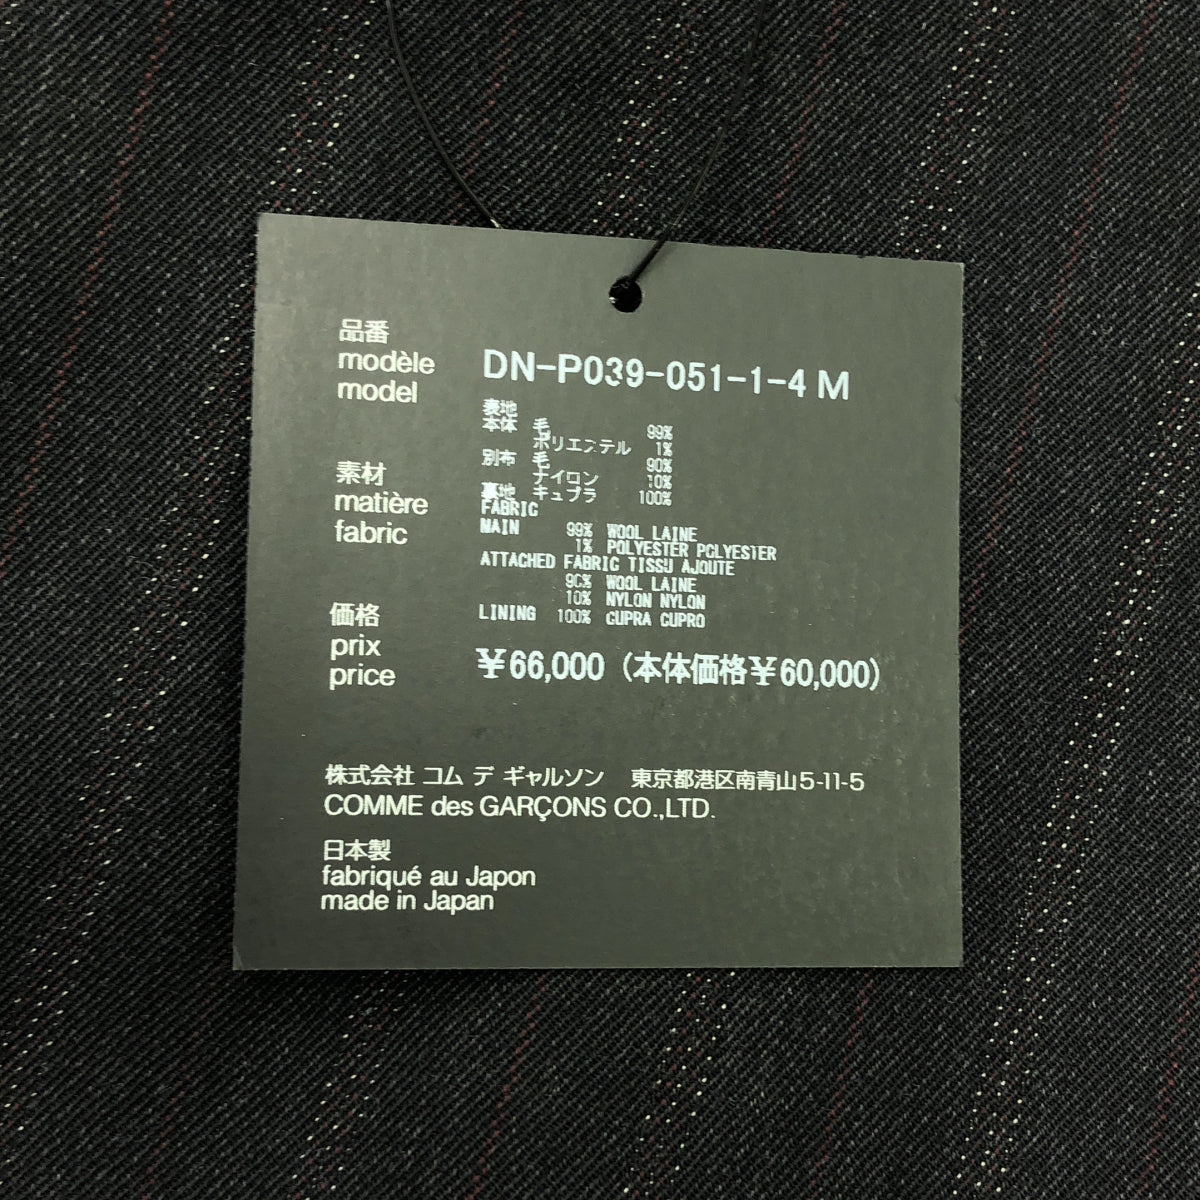 品番
modèle
model
DN-P039-051-1-4 M
素材
matière
fabric
表地
本体 毛 99%
ポリエステル 1%
別布 毛 90%
ナイロン 10%
裏地 キュプラ 100%
FABRIC
MAIN 99% WOOL LAINE
1% POLYESTER POLYESTER
ATTACHED FABRIC TISSU AJOUTE
90% WOOL LAINE
10% NYLON NYLON
LINING 100% CUPRA CUPRO
価格
prix
price
¥66,000 (本体価格¥60,000)
株式会社 コム デ ギャルソン 東京都港区南青山5-11-5
COMME des GARÇONS CO.,LTD.
日本製
fabriqué au Japon
made in Japan